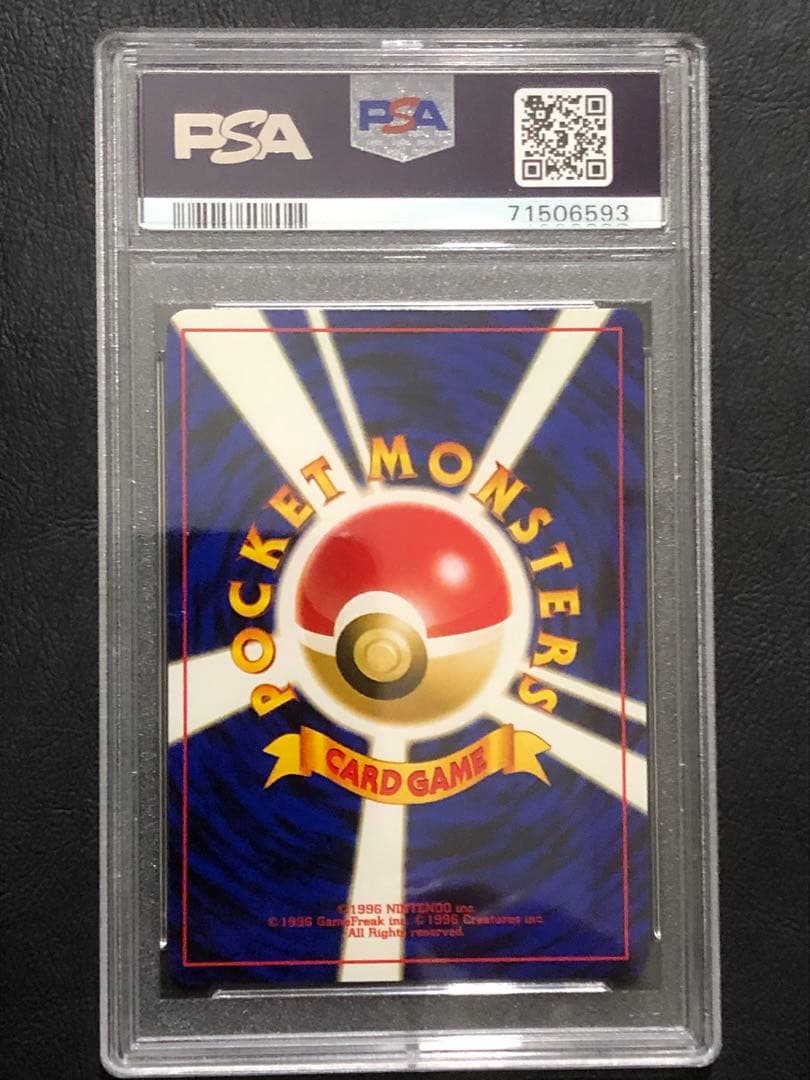 PSA
PSA
71506593
POCKET MONSTERS
CARD GAME
©1996 NINTENDO inc.
©1996 GameFreak inc. ©1996 Creatures inc.
All Rights reserved.